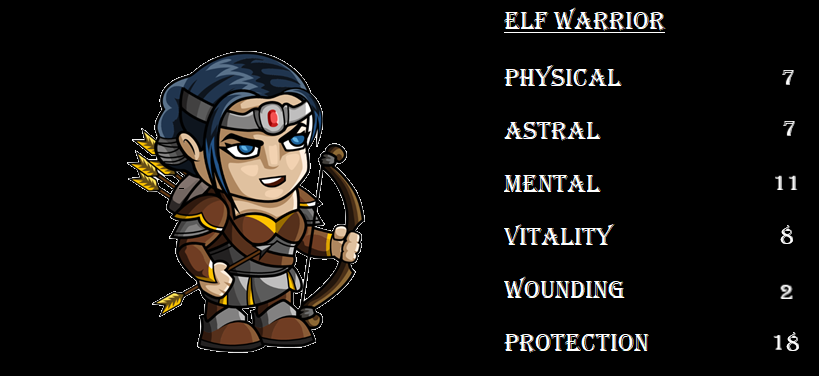 ELF WARRIOR
PHYSICAL 7
ASTRAL 7
MENTAL 11
VITALITY 8
WOUNDING 2
PROTECTION 18